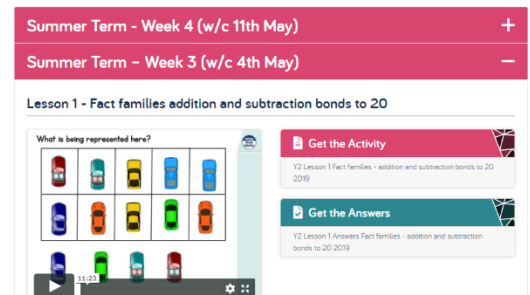 Summer Term - Week 4 (w/c 11th May)
Summer Term – Week 3 (w/c 4th May)
Lesson 1 - Fact families addition and subtraction bonds to 20
What is being represented here?
11:23
Get the Activity
Y2 Lesson 1 Fact families - addition and subtraction bonds to 20
2019
Get the Answers
Y2 Lesson 1 Answers Fact families - addition and subtraction
bonds to 20 2019